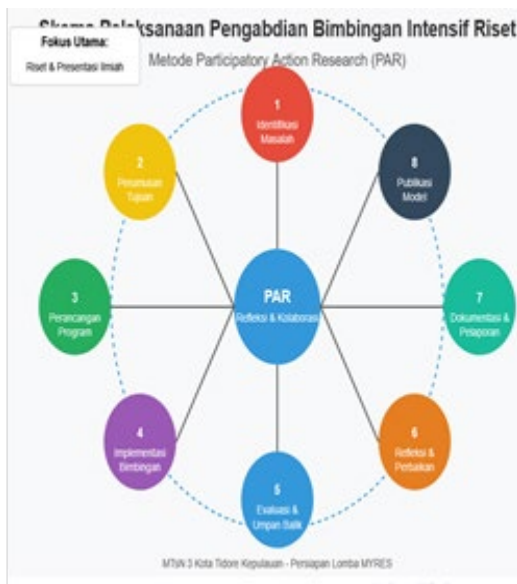 Skema Pelaksanaan Pengabdian Bimbingan Intensif Riset
Fokus Utama:
Riset & Presentasi Ilmiah
Metode Participatory Action Research (PAR)
1
Identifikasi
Masalah
2
Perumusan
Tujuan
3
Perancangan
Program
4
Implementasi
Bimbingan
5
Evaluasi &
Umpan Balik
6
Refleksi &
Perbaikan
7
Dokumentasi &
Pelaporan
8
Publikasi
Model
PAR
Refleksi & Kolaborasi
MTsN 3 Kota Tidore Kepulauan - Persiapan Lomba MYRES